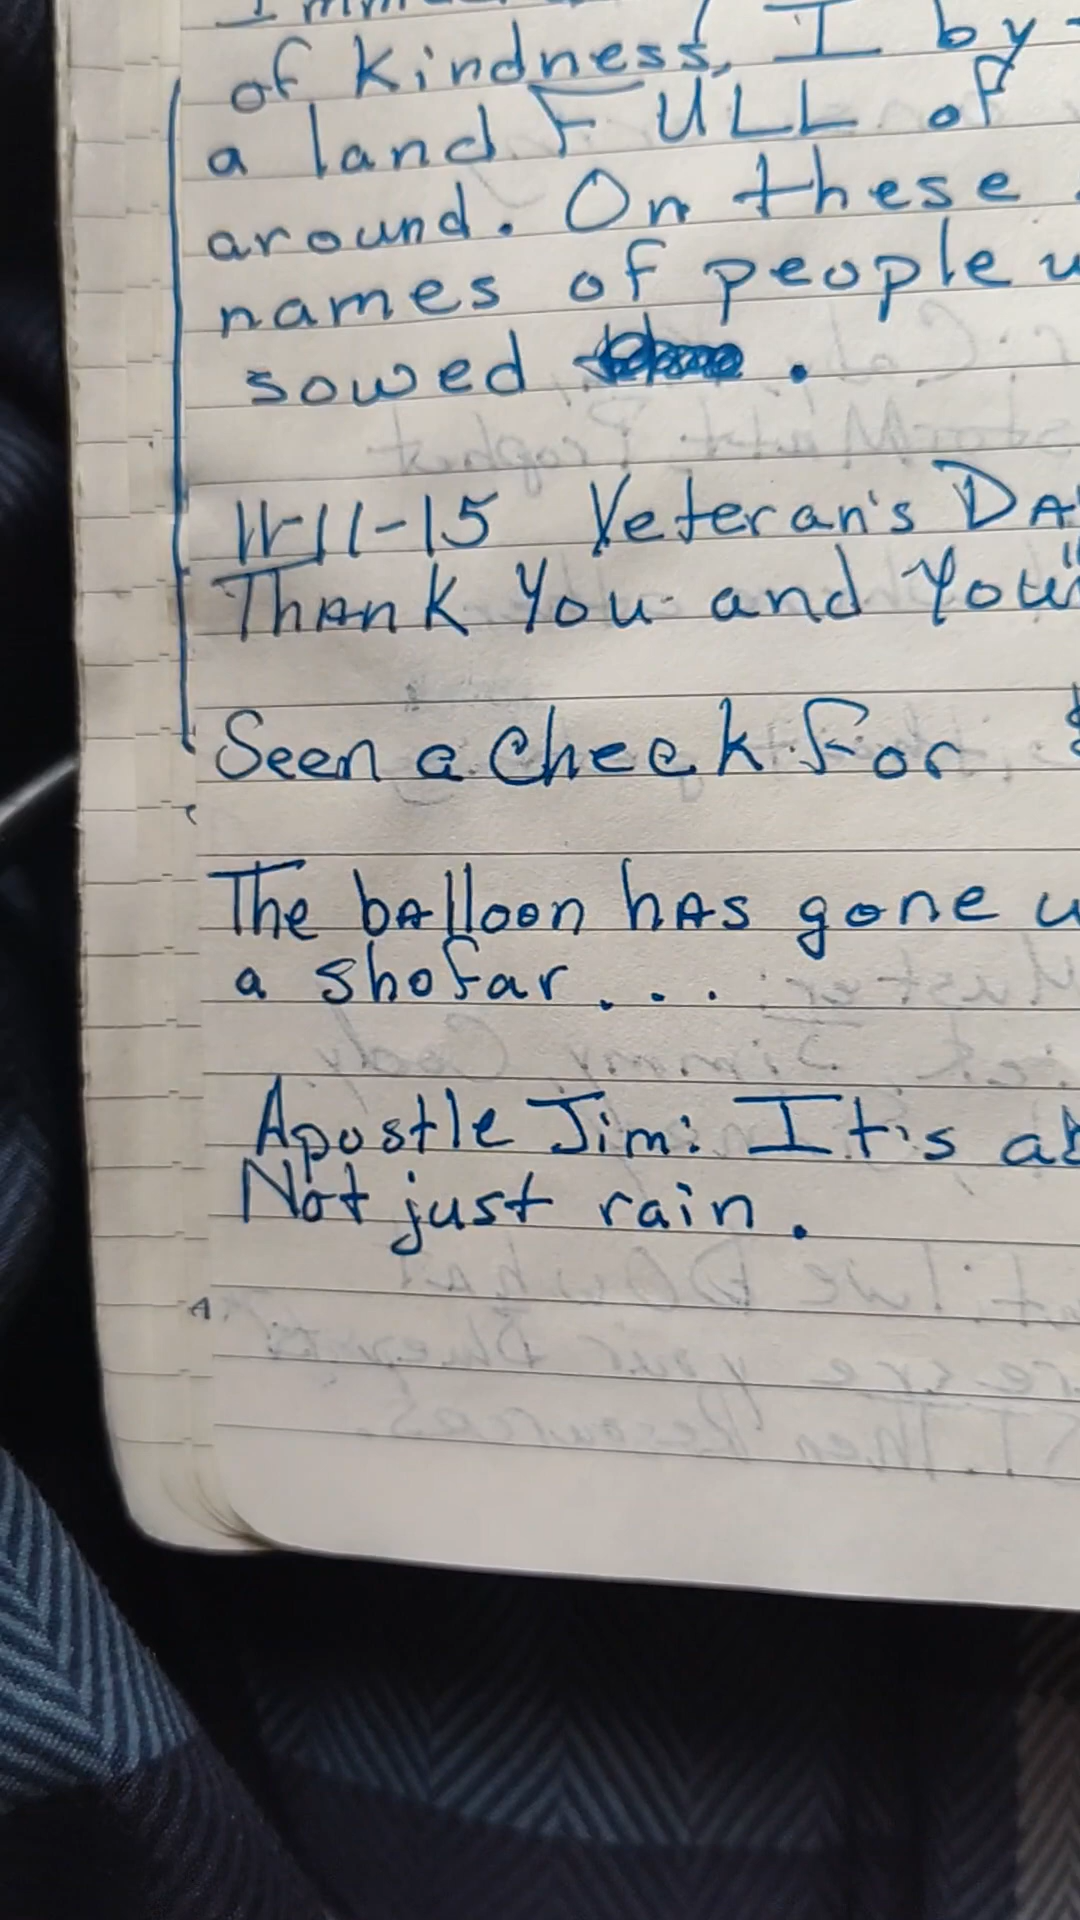 of kindness, I by
a land FULL of
around. On these
names of people
sowed .
11-11-15 Veteran's DA
Thank You and You
Seen a Check For
The bAlloon hAs gone u
a shofar...
Apostle Jim: It's ab
Not just rain.